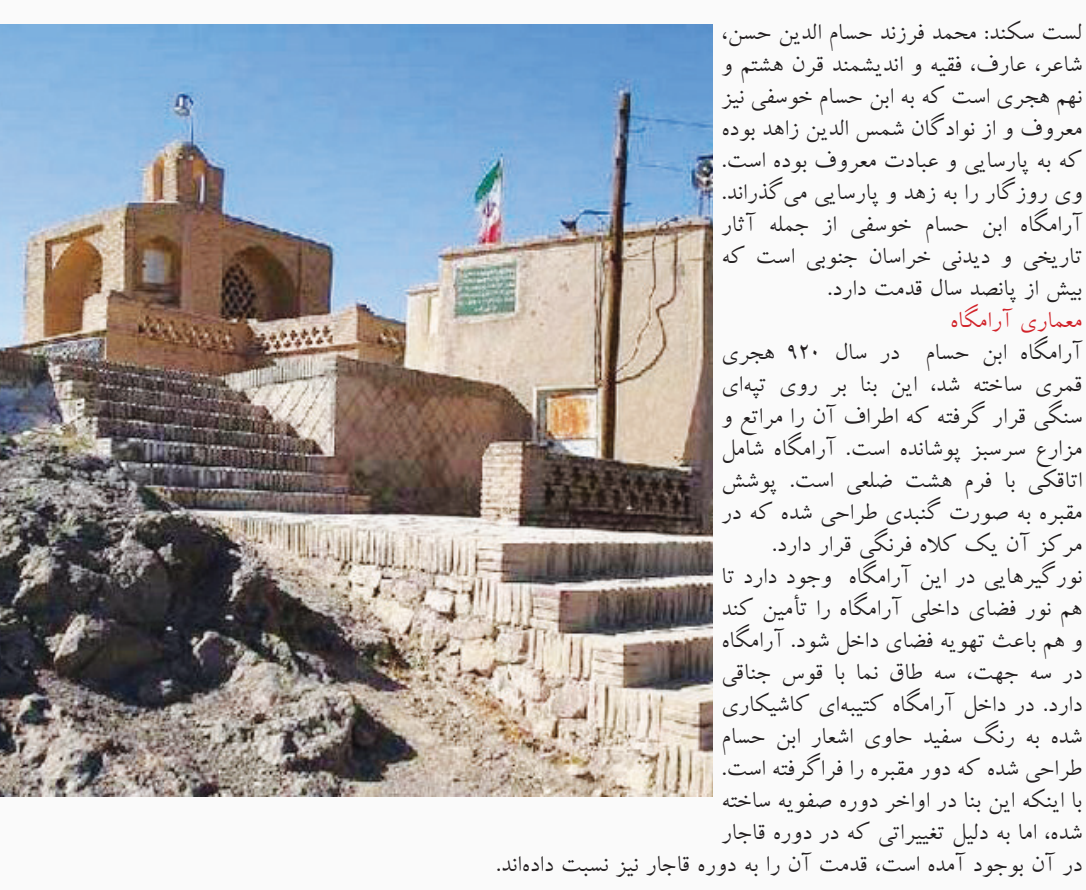 لست سکند: محمد فرزند حسام الدین حسن،
شاعر، عارف، فقیه و اندیشمند قرن هشتم و
نهم هجری است که به ابن حسام خوسفی نیز
معروف و از نوادگان شمس الدین زاهد بوده
که به پارسایی و عبادت معروف بوده است.
وی روزگار را به زهد و پارسایی می‌گذراند.
آرامگاه ابن حسام خوسفی از جمله آثار
تاریخی و دیدنی خراسان جنوبی است که
بیش از پانصد سال قدمت دارد.
معماری آرامگاه
آرامگاه ابن حسام در سال ۹۲۰ هجری
قمری ساخته شد، این بنا بر روی تپه‌ای
سنگی قرار گرفته که اطراف آن را مراتع و
مزارع سرسبز پوشانده است. آرامگاه شامل
اتاقکی با فرم هشت ضلعی است. پوشش
مقبره به صورت گنبدی طراحی شده که در
مرکز آن یک کلاه فرنگی قرار دارد.
نورگیرهایی در این آرامگاه وجود دارد تا
هم نور فضای داخلی آرامگاه را تأمین کند
و هم باعث تهویه فضای داخل شود. آرامگاه
در سه جهت، سه طاق نما با قوس جناقی
دارد. در داخل آرامگاه کتیبه‌ای کاشیکاری
شده به رنگ سفید حاوی اشعار ابن حسام
طراحی شده که دور مقبره را فراگرفته است.
با اینکه این بنا در اواخر دوره صفویه ساخته
شده، اما به دلیل تغییراتی که در دوره قاجار
در آن بوجود آمده است، قدمت آن را به دوره قاجار نیز نسبت داده‌اند.